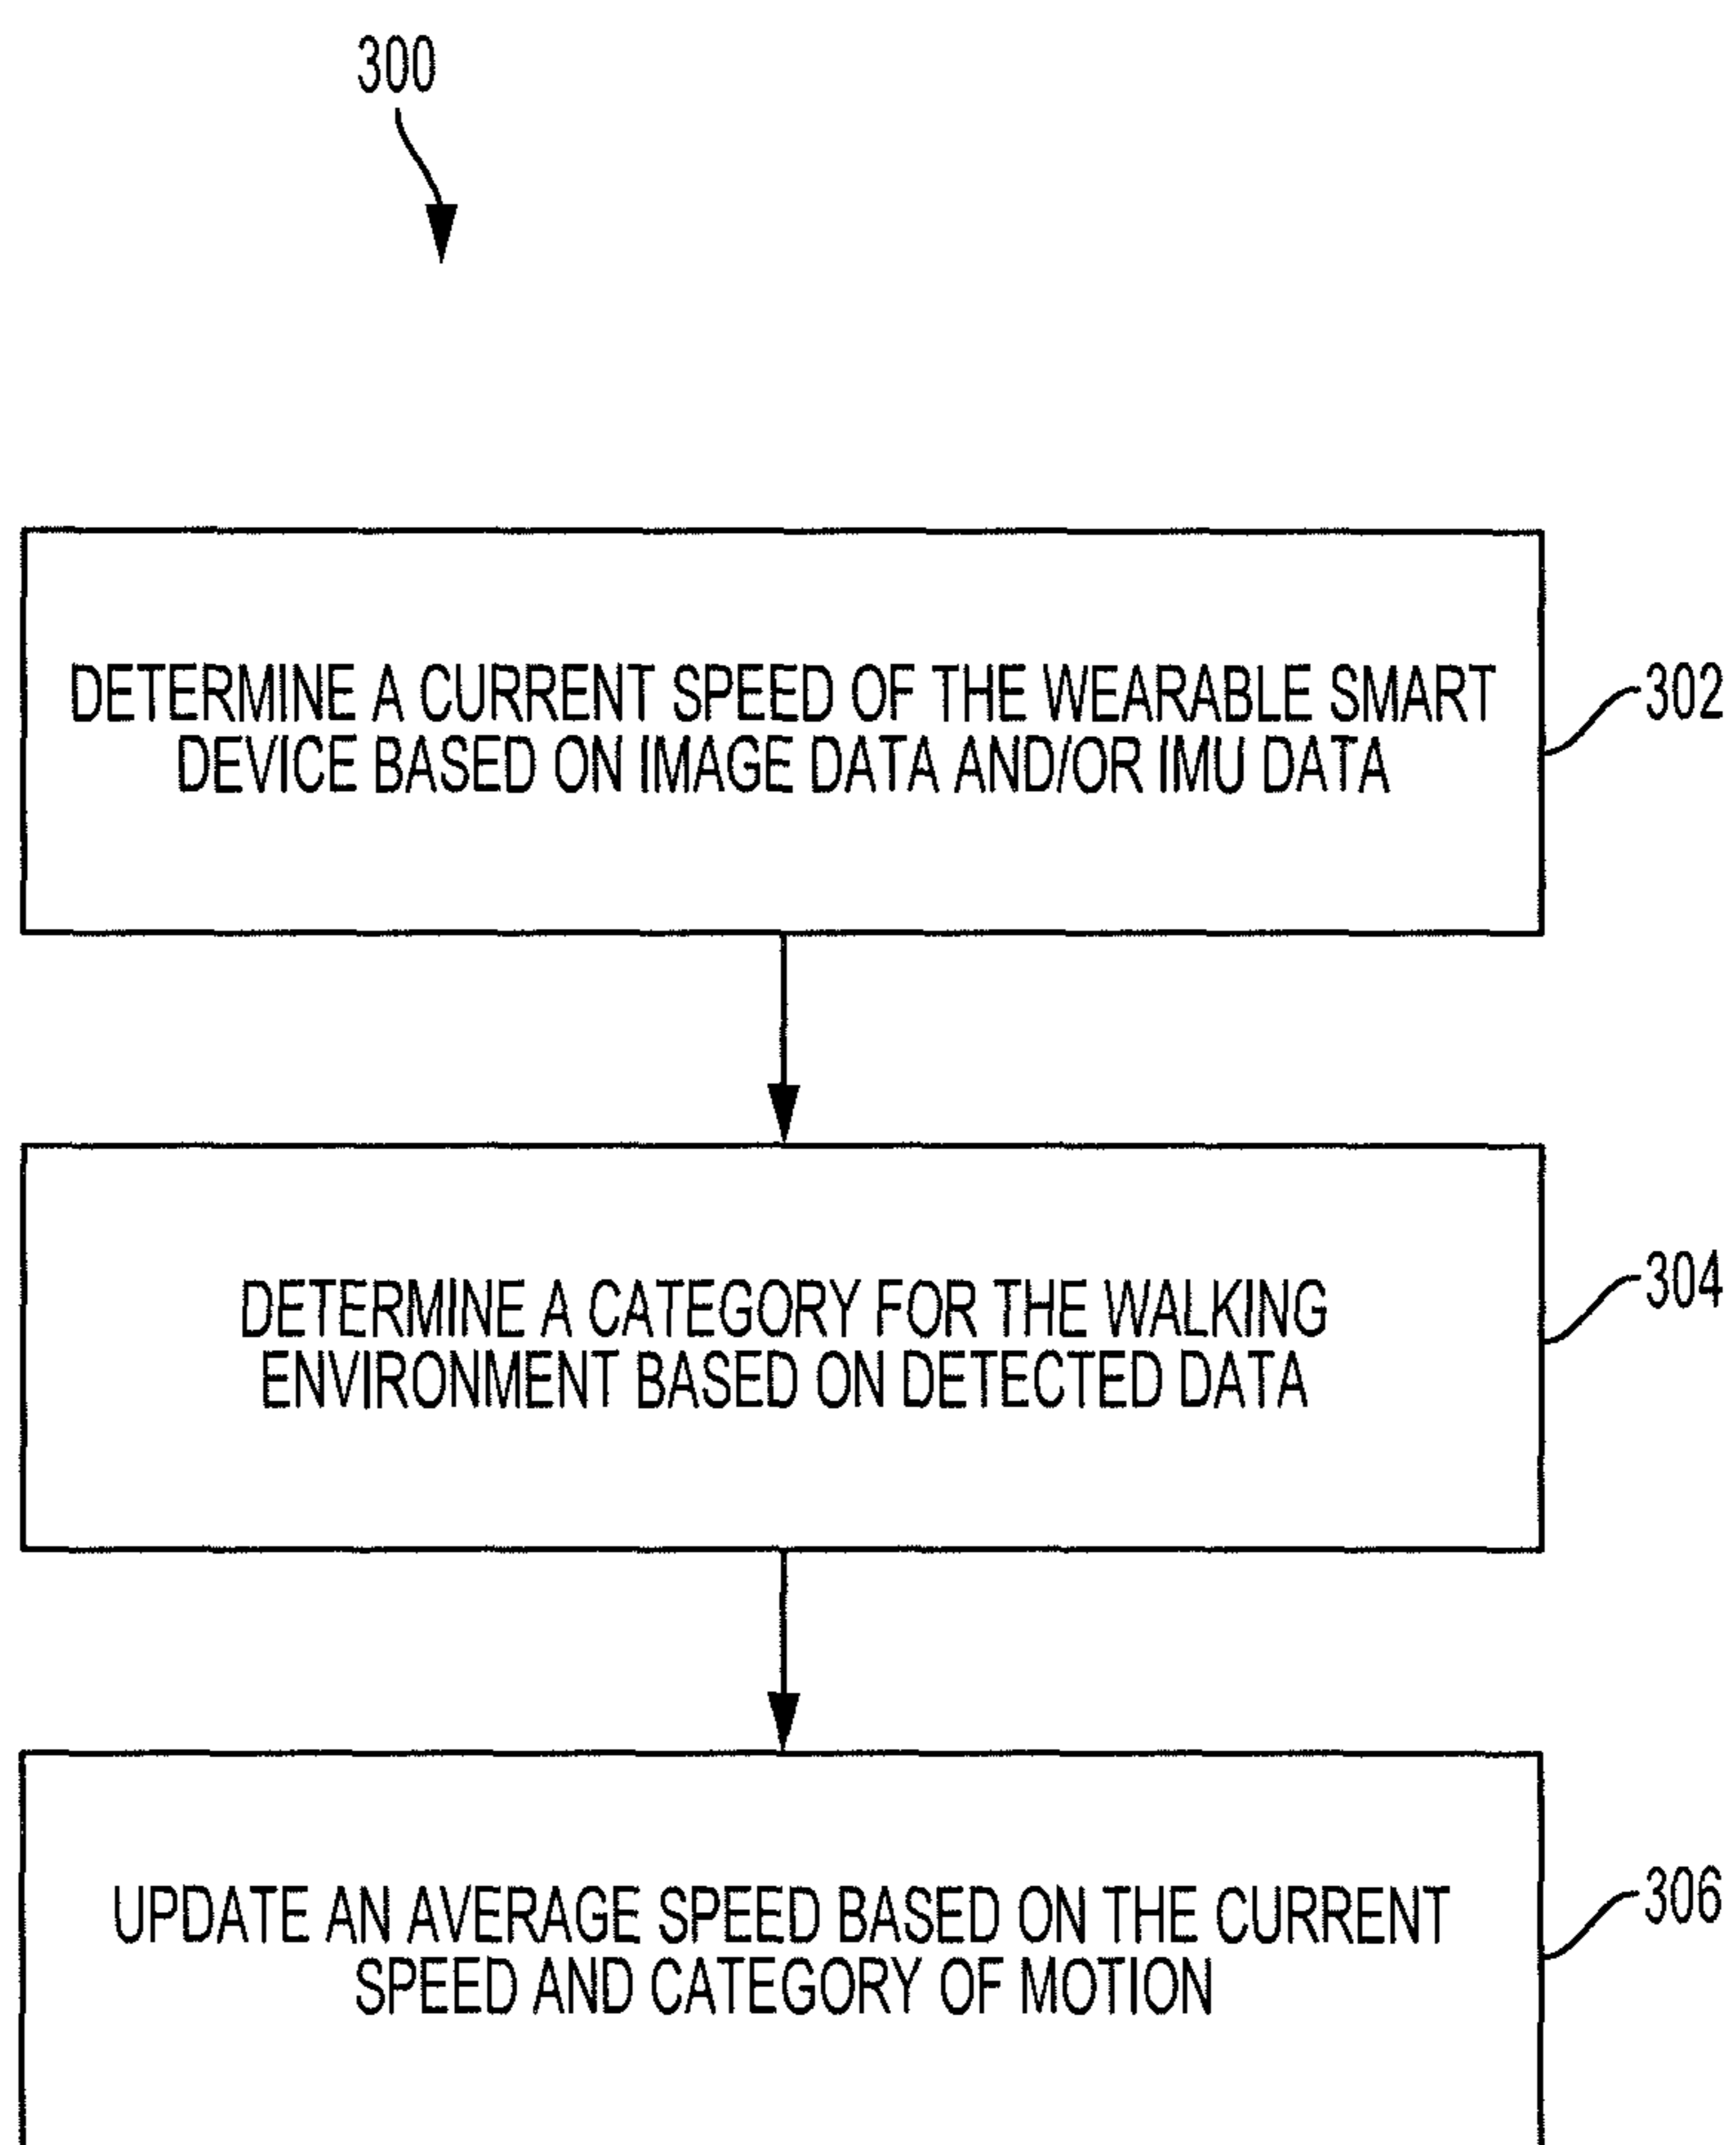 300
DETERMINE A CURRENT SPEED OF THE WEARABLE SMART
DEVICE BASED ON IMAGE DATA AND/OR IMU DATA
302
DETERMINE A CATEGORY FOR THE WALKING
ENVIRONMENT BASED ON DETECTED DATA
304
UPDATE AN AVERAGE SPEED BASED ON THE CURRENT
SPEED AND CATEGORY OF MOTION
306